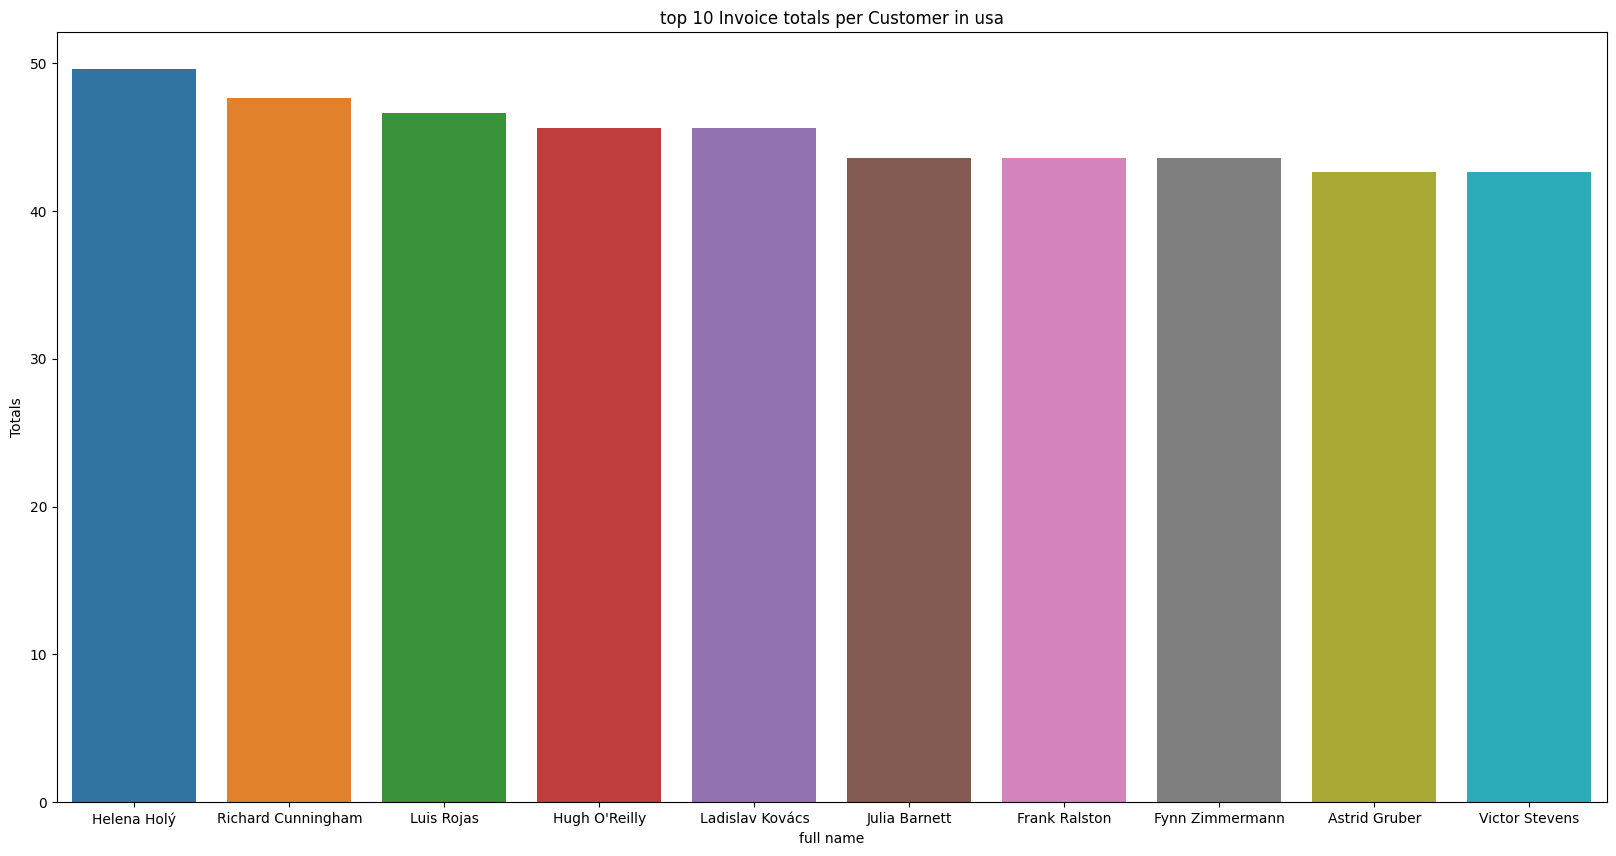 top 10 Invoice totals per Customer in usa
50
40
30
20
10
0
Totals
Helena Holý Richard Cunningham Luis Rojas Hugh O'Reilly Ladislav Kovács Julia Barnett Frank Ralston Fynn Zimmermann Astrid Gruber Victor Stevens
full name